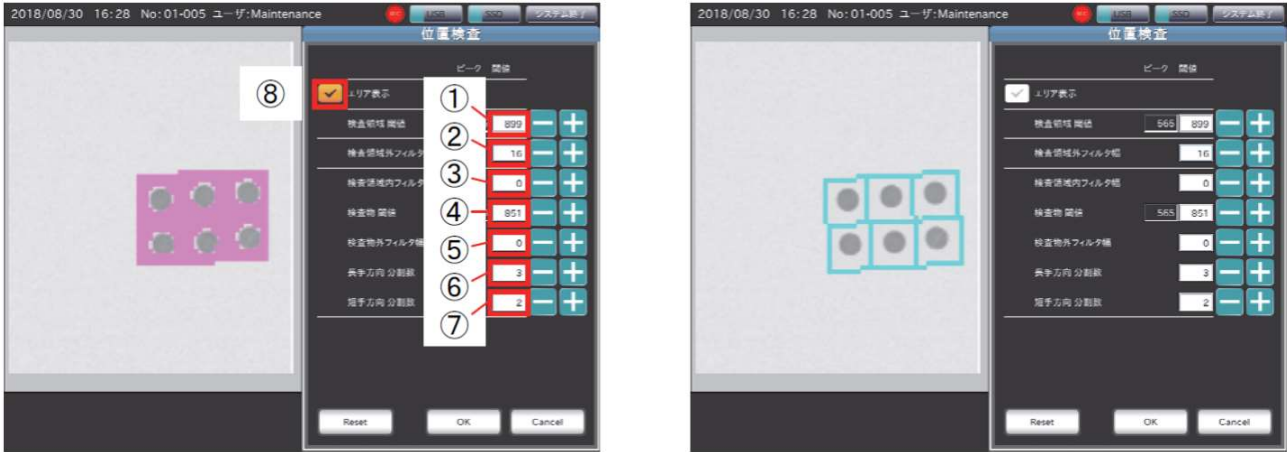 2018/08/30 16:28 No:01-005 ユーザ:Maintenance REC USB SSD システム終了
位置検査
ピーク 閾値
⑧ エリア表示
① 検査領域 閾値 899
② 検査領域外フィルタ 16
③ 検査領域内フィルタ 0
④ 検査物 閾値 851
⑤ 検査物外フィルタ幅 0
⑥ 長手方向 分割数 3
⑦ 短手方向 分割数 2
Reset OK Cancel
2018/08/30 16:28 No:01-005 ユーザ:Maintenance REC USB SSD システム終了
位置検査
ピーク 閾値
エリア表示
検査領域 閾値 565 899
検査領域外フィルタ幅 16
検査領域内フィルタ幅 0
検査物 閾値 565 851
検査物外フィルタ幅 0
長手方向 分割数 3
短手方向 分割数 2
Reset OK Cancel